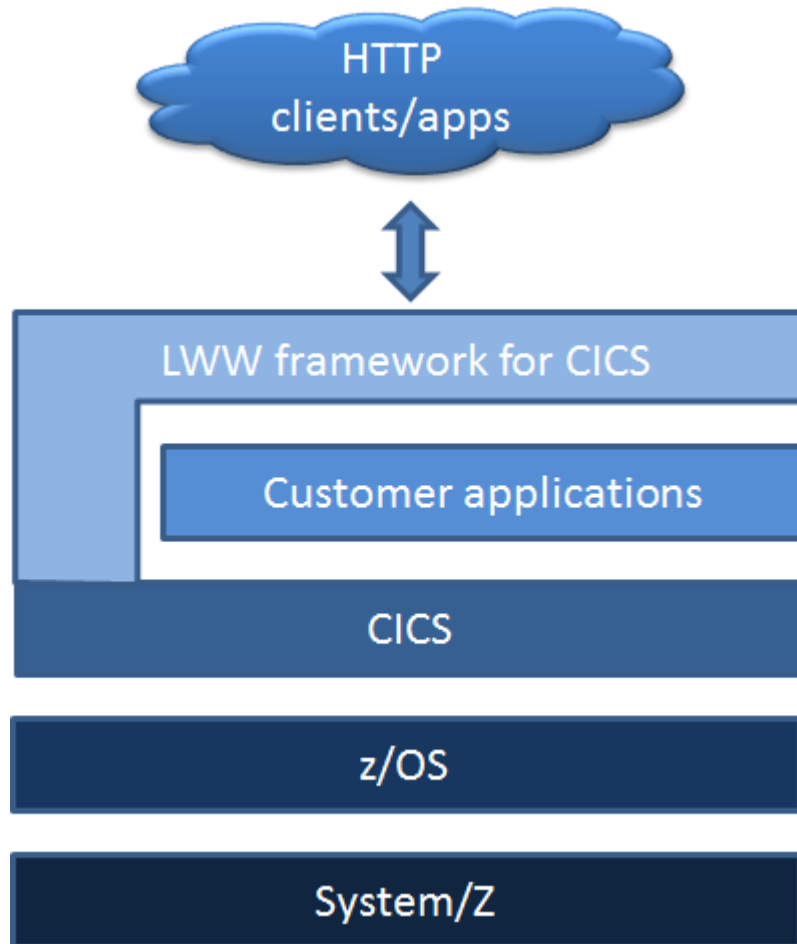 HTTP
clients/apps
LWW framework for CICS
Customer applications
CICS
z/OS
System/Z